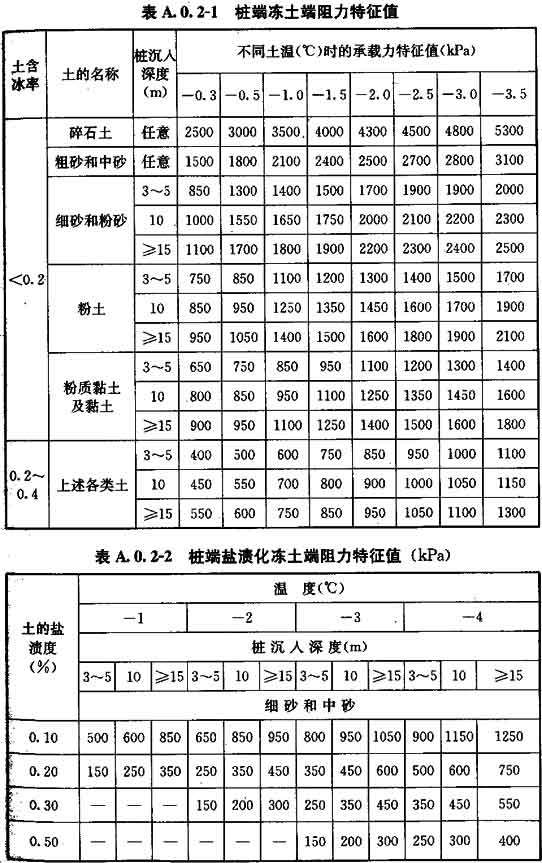 表 A.0.2-1 桩端冻土端阻力特征值
土含冰率 土的名称 桩沉入深度(m) 不同土温(℃)时的承载力特征值(kPa)
-0.3 -0.5 -1.0 -1.5 -2.0 -2.5 -3.0 -3.5
<0.2 碎石土 任意 2500 3000 3500 4000 4300 4500 4800 5300
粗砂和中砂 任意 1500 1800 2100 2400 2500 2700 2800 3100
细砂和粉砂 3~5 850 1300 1400 1500 1700 1900 1900 2000
10 1000 1550 1650 1750 2000 2100 2200 2300
≥15 1100 1700 1800 1900 2200 2300 2400 2500
粉土 3~5 750 850 1100 1200 1300 1400 1500 1700
10 850 950 1250 1350 1450 1600 1700 1900
≥15 950 1050 1400 1500 1600 1800 1900 2100
粉质黏土及黏土 3~5 650 750 850 950 1100 1200 1300 1400
10 800 850 950 1100 1250 1350 1450 1600
≥15 900 950 1100 1250 1400 1500 1600 1800
0.2~0.4 上述各类土 3~5 400 500 600 750 850 950 1000 1100
10 450 550 700 800 900 1000 1050 1150
≥15 550 600 750 850 950 1050 1100 1300
表 A.0.2-2 桩端盐渍化冻土端阻力特征值 (kPa)
土的盐渍度(%) 温 度(℃)
-1 -2 -3 -4
桩沉入深度(m)
3~5 10 ≥15 3~5 10 ≥15 3~5 10 ≥15 3~5 10 ≥15
细砂和中砂
0.10 500 600 850 650 850 950 800 950 1050 900 1150 1250
0.20 150 250 350 250 350 450 350 450 600 500 600 750
0.30 — — — 150 200 300 250 350 450 350 450 550
0.50 — — — — — — 150 200 300 250 300 400